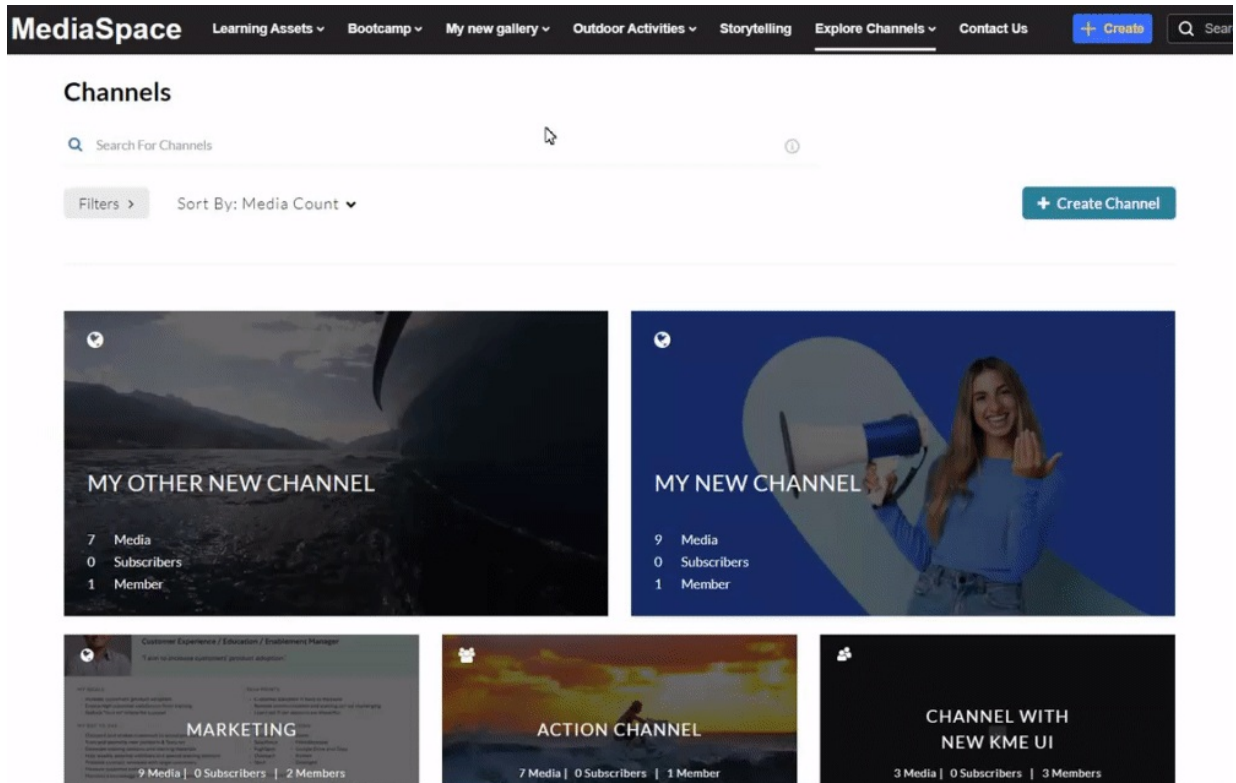 MediaSpace Learning Assets Bootcamp My new gallery Outdoor Activities Storytelling Explore Channels Contact Us + Create Sear
Channels
Search For Channels
Filters > Sort By: Media Count
+ Create Channel
MY OTHER NEW CHANNEL
7 Media
0 Subscribers
1 Member
MY NEW CHANNEL
9 Media
0 Subscribers
1 Member
Customer Experience / Education / Enablement Manager
MARKETING
9 Media | 0 Subscribers | 2 Members
ACTION CHANNEL
7 Media | 0 Subscribers | 1 Member
CHANNEL WITH
NEW KME UI
3 Media | 0 Subscribers | 3 Members